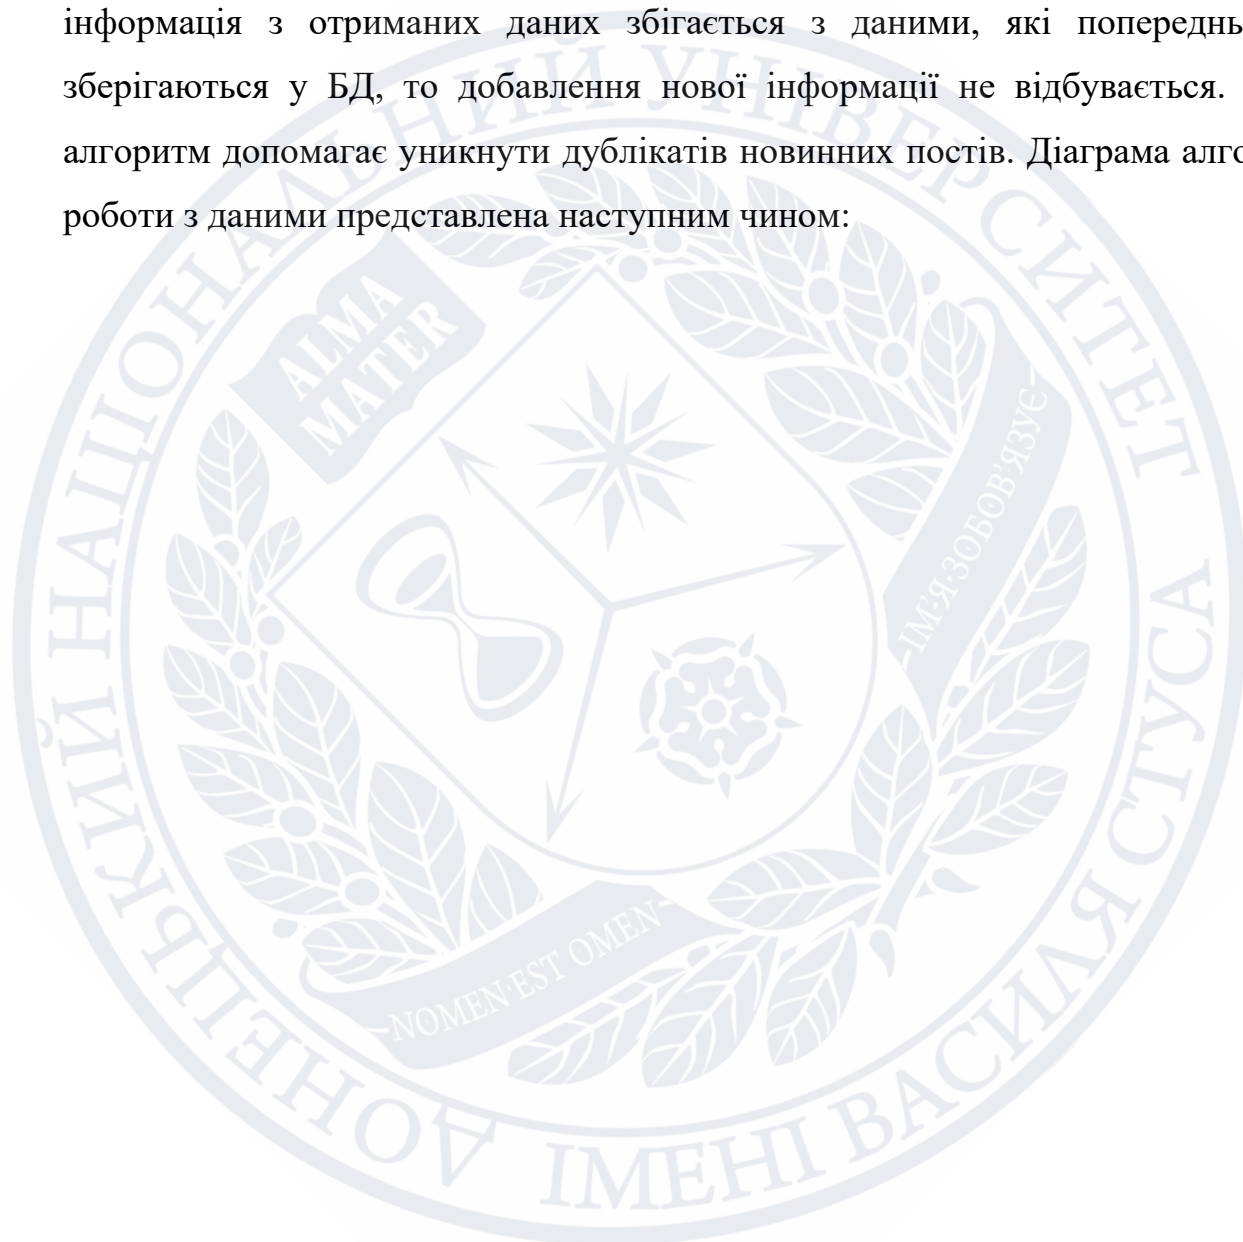 інформація з отриманих даних збігається з даними, які попередньo
зберігаються у БД, то добавлення нової інформації не відбувається.
алгоритм допомагає уникнути дублікатів новинних постів. Діаграма
роботи з даними представлена наступним чином:
ДОНЕЦЬКИЙ НАЦІОНАЛЬНИЙ УНІВЕРСИТЕТ ІМЕНІ ВАСИЛЯ СТУСА
ALMA
MATER
ІМ'Я·ЗОБОВ'ЯЗУЄ
NOMEN·EST OMEN